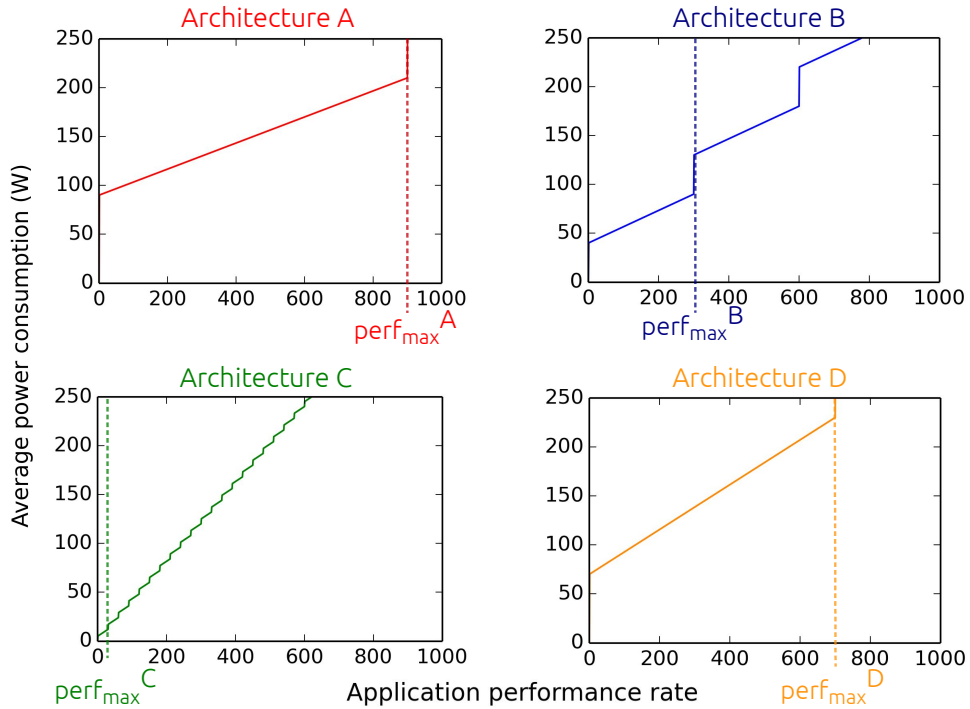 Architecture A
Architecture B
Average power consumption (W)
250
200
150
100
50
0
0 200 400 600 800 1000
perfmaxA
250
200
150
100
50
0
0 200 400 600 800 1000
perfmaxB
Architecture C
Architecture D
250
200
150
100
50
0
0 200 400 600 800 1000
perfmaxC
250
200
150
100
50
0
0 200 400 600 800 1000
perfmaxD
Application performance rate